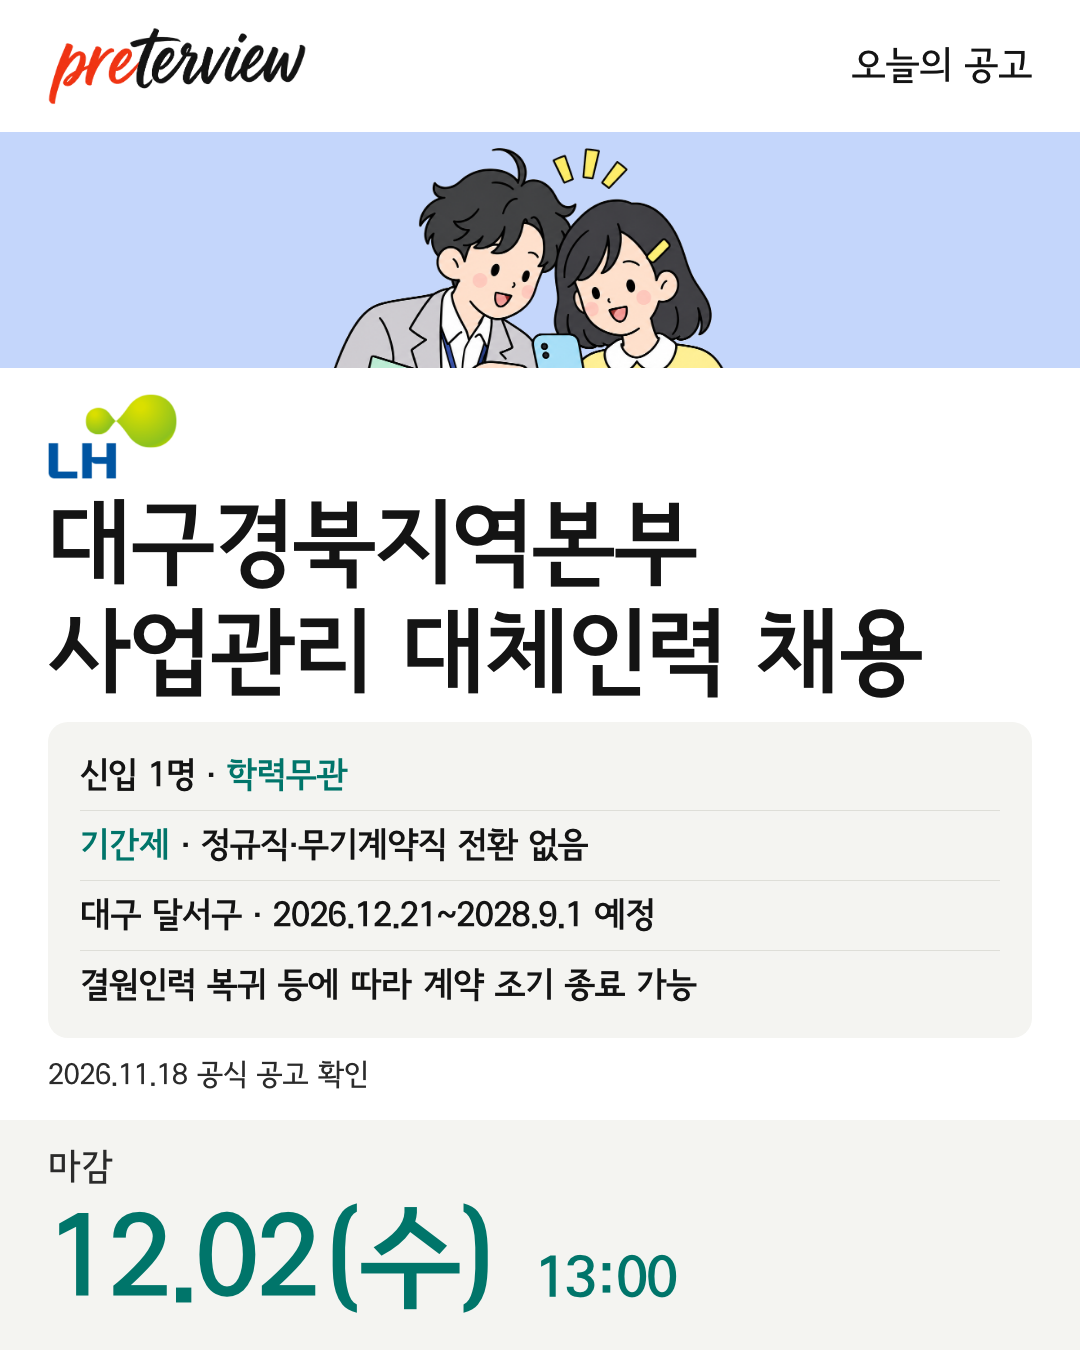 preterview
오늘의 공고
LH
대구경북지역본부
사업관리 대체인력 채용
신입 1명 · 학력무관
기간제 · 정규직·무기계약직 전환 없음
대구 달서구 · 2026.12.21~2028.9.1 예정
결원인력 복귀 등에 따라 계약 조기 종료 가능
2026.11.18 공식 공고 확인
마감
12.02(수) 13:00